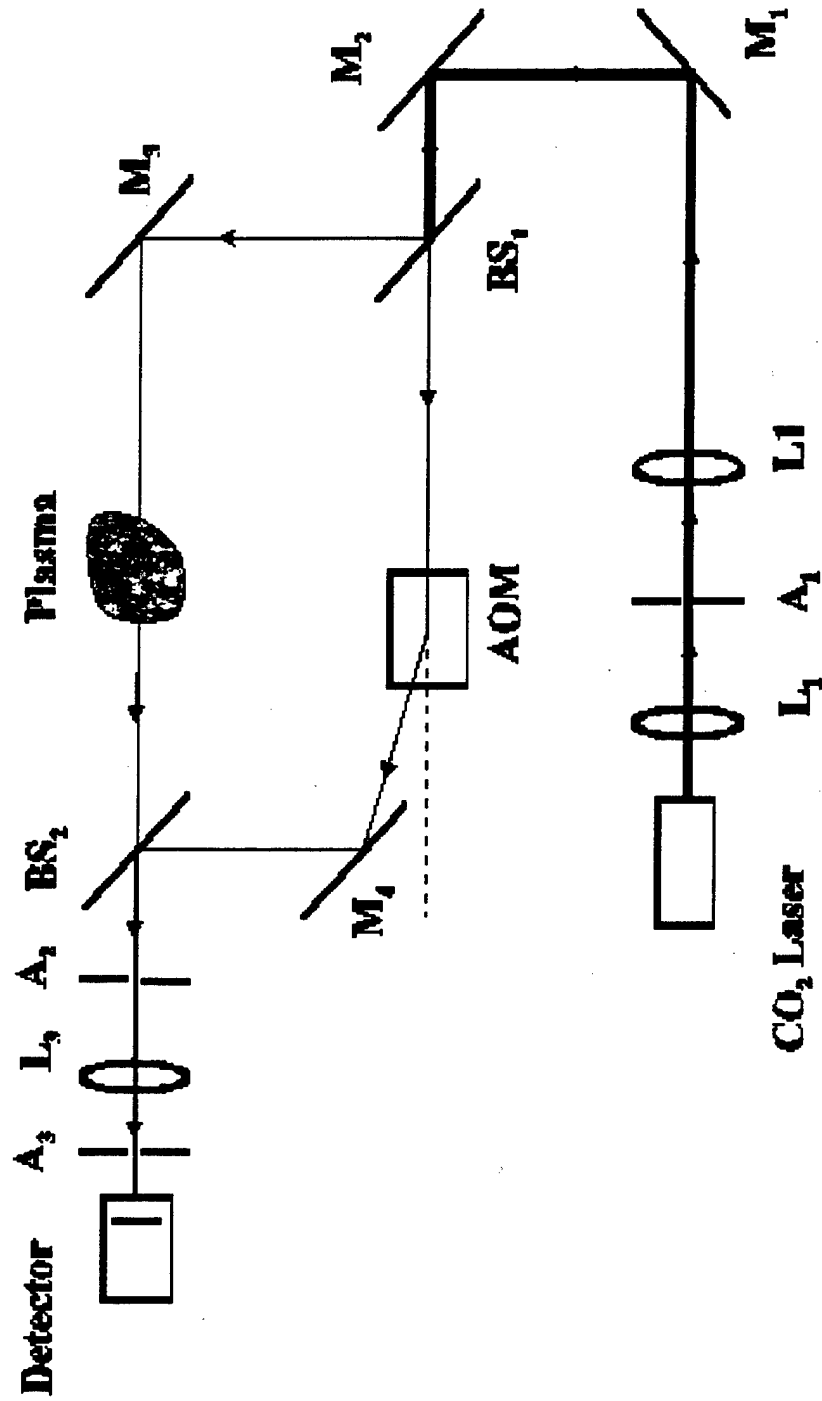 Detector
A₃
L₃
A₂
BS₂
Plasma
M₃
M₂
M₄
AOM
BS₁
CO₂ Laser
L₁
A₁
L1
M₁